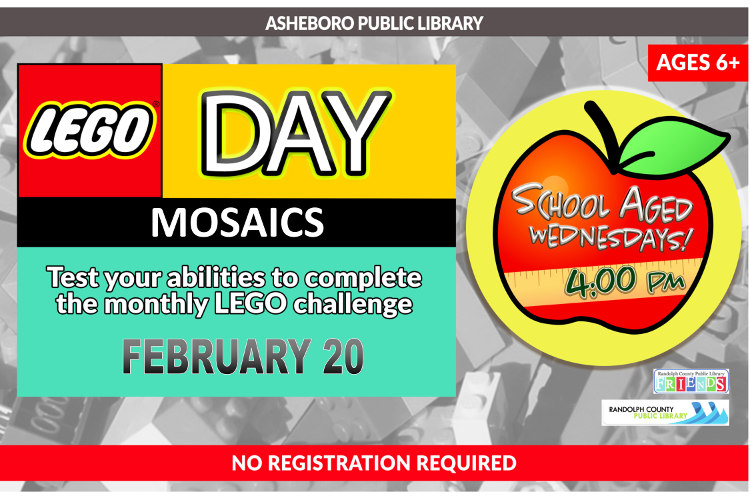 ASHEBORO PUBLIC LIBRARY
AGES 6+
LEGO®
DAY
MOSAICS
Test your abilities to complete
the monthly LEGO challenge
FEBRUARY 20
SCHOOL AGED
WEDNESDAYS!
4:00 PM
Randolph County Public Library
FRIENDS
RANDOLPH COUNTY
PUBLIC LIBRARY
NO REGISTRATION REQUIRED